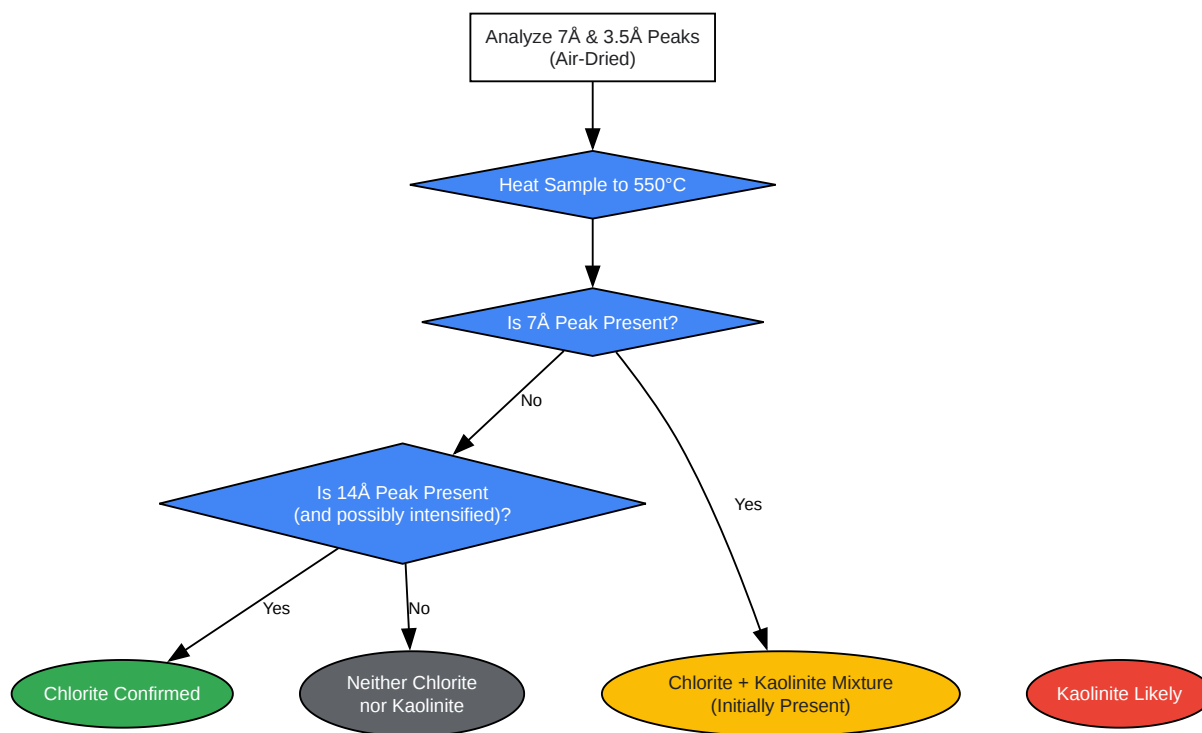 Analyze 7Å & 3.5Å Peaks
(Air-Dried)
Heat Sample to 550°C
Is 7Å Peak Present?
No
Is 14Å Peak Present
(and possibly intensified)?
Yes
Yes
No
Chlorite Confirmed
Neither Chlorite
nor Kaolinite
Chlorite + Kaolinite Mixture
(Initially Present)
Kaolinite Likely